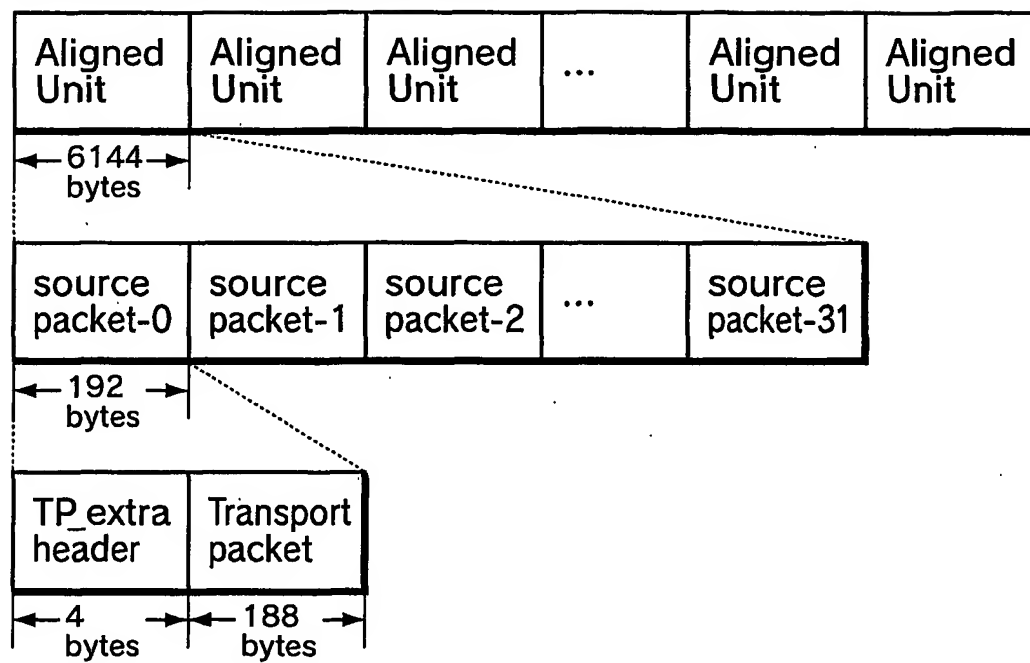 Aligned Unit
Aligned Unit
Aligned Unit
...
Aligned Unit
Aligned Unit
6144 bytes
source packet-0
source packet-1
source packet-2
...
source packet-31
192 bytes
TP_extra header
Transport packet
4 bytes
188 bytes